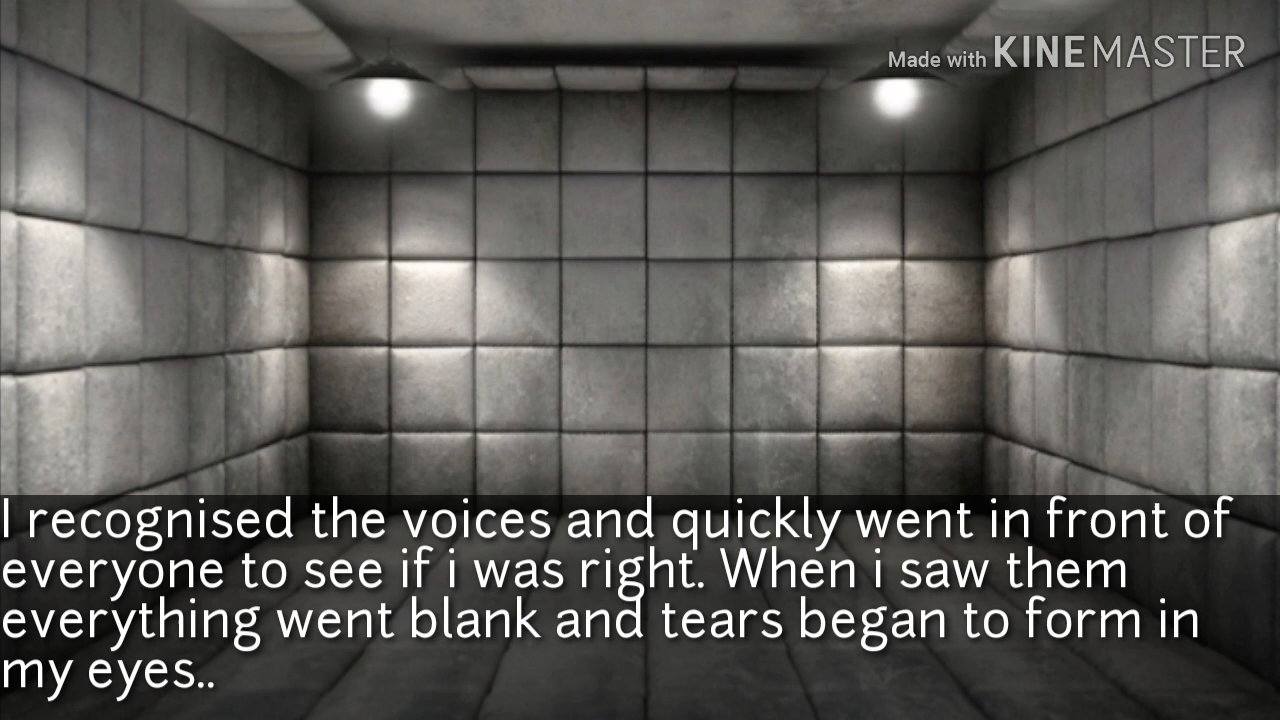 Made with KINEMASTER
I recognised the voices and quickly went in front of
everyone to see if i was right. When i saw them
everything went blank and tears began to form in
my eyes..